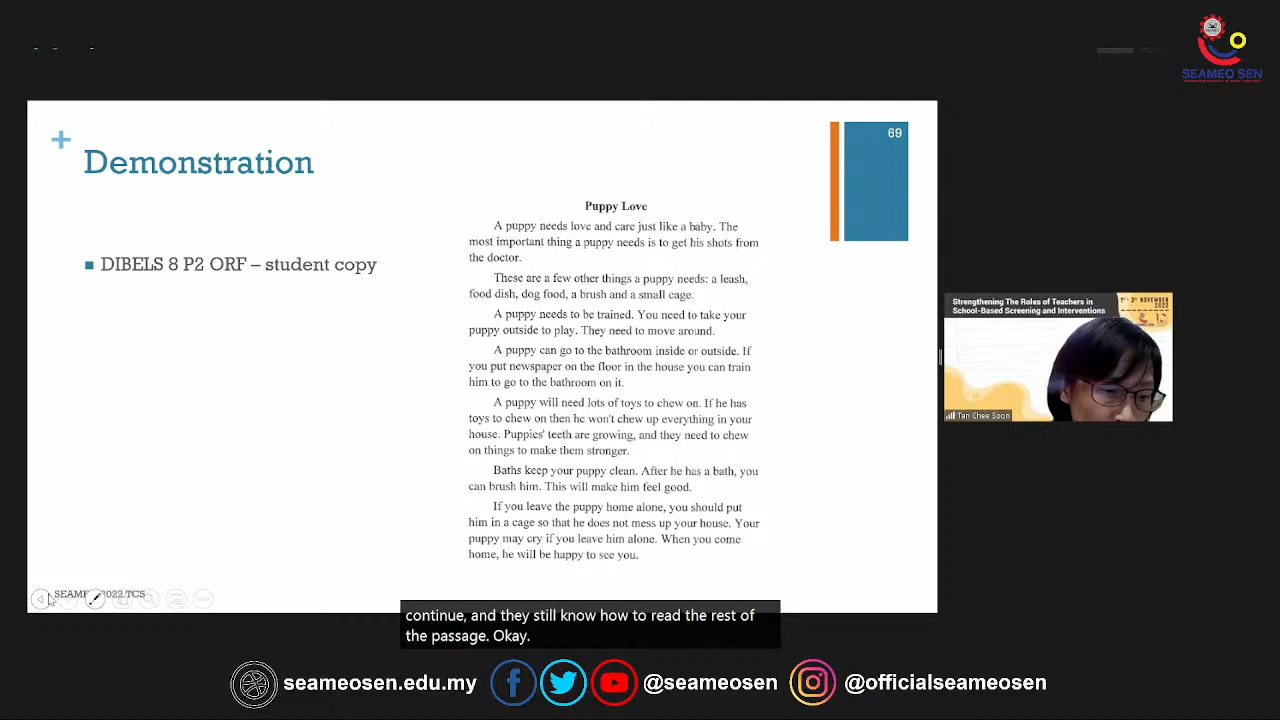 SEAMEO SEN
+
69
Demonstration
■ DIBELS 8 P2 ORF – student copy
Puppy Love
A puppy needs love and care just like a baby. The
most important thing a puppy needs is to get his shots from
the doctor.
These are a few other things a puppy needs: a leash,
food dish, dog food, a brush and a small cage.
A puppy needs to be trained. You need to take your
puppy outside to play. They need to move around.
A puppy can go to the bathroom inside or outside. If
you put newspaper on the floor in the house you can train
him to go to the bathroom on it.
A puppy will need lots of toys to chew on. If he has
toys to chew on then he won't chew up everything in your
house. Puppies' teeth are growing, and they need to chew
on things to make them stronger.
Baths keep your puppy clean. After he has a bath, you
can brush him. This will make him feel good.
If you leave the puppy home alone, you should put
him in a cage so that he does not mess up your house. Your
puppy may cry if you leave him alone. When you come
home, he will be happy to see you.
Strengthening The Roles of Teachers in
School-Based Screening and Interventions
1st - 3rd NOVEMBER
2022
Tan Chee Soon
2022 TCS
continue, and they still know how to read the rest of
the passage. Okay.
seameosen.edu.my
@seameosen
@officialseameosen